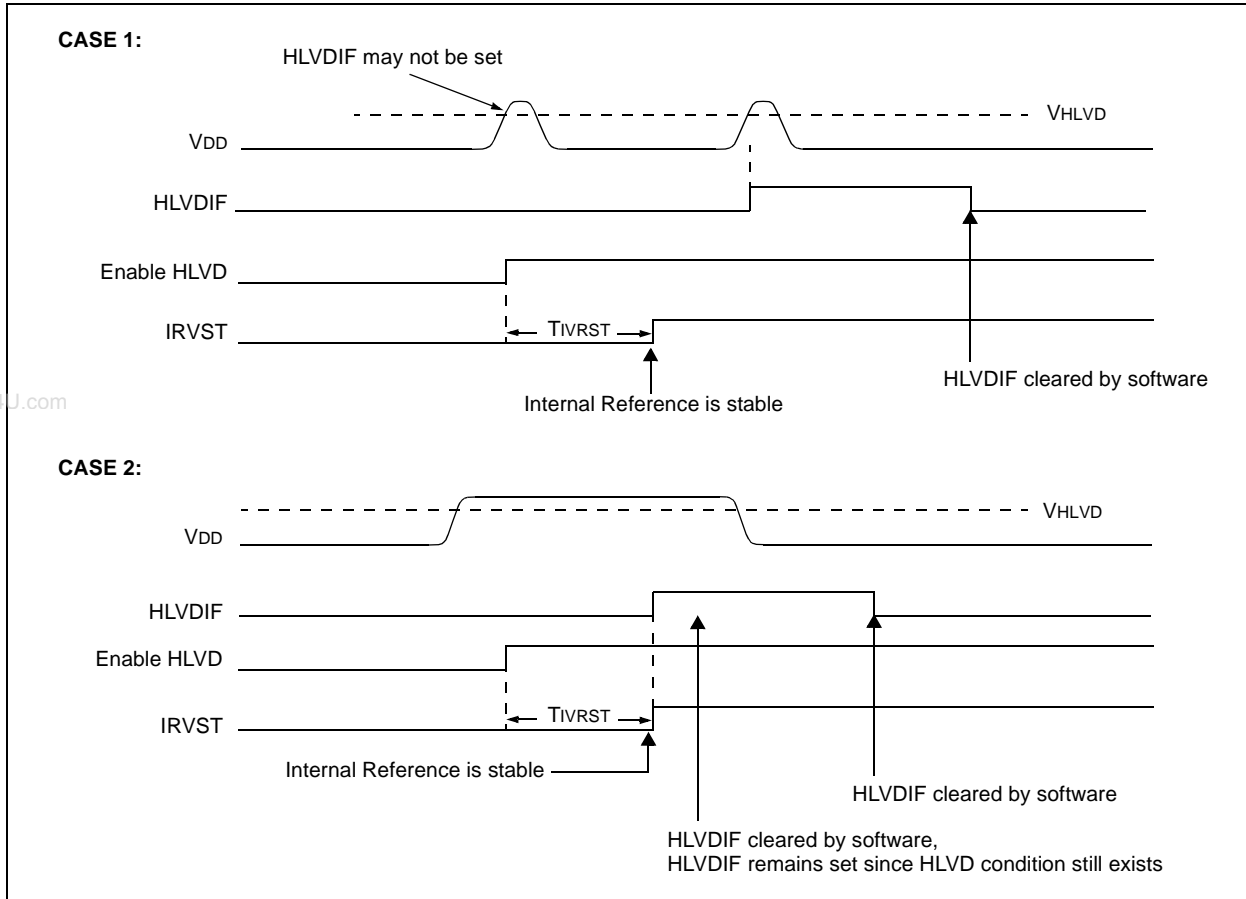 CASE 1:
HLVDIF may not be set
VHLVD
VDD
HLVDIF
Enable HLVD
IRVST
TIVRST
HLVDIF cleared by software
Internal Reference is stable
4U.com
CASE 2:
VHLVD
VDD
HLVDIF
Enable HLVD
TIVRST
IRVST
Internal Reference is stable
HLVDIF cleared by software
HLVDIF cleared by software,
HLVDIF remains set since HLVD condition still exists